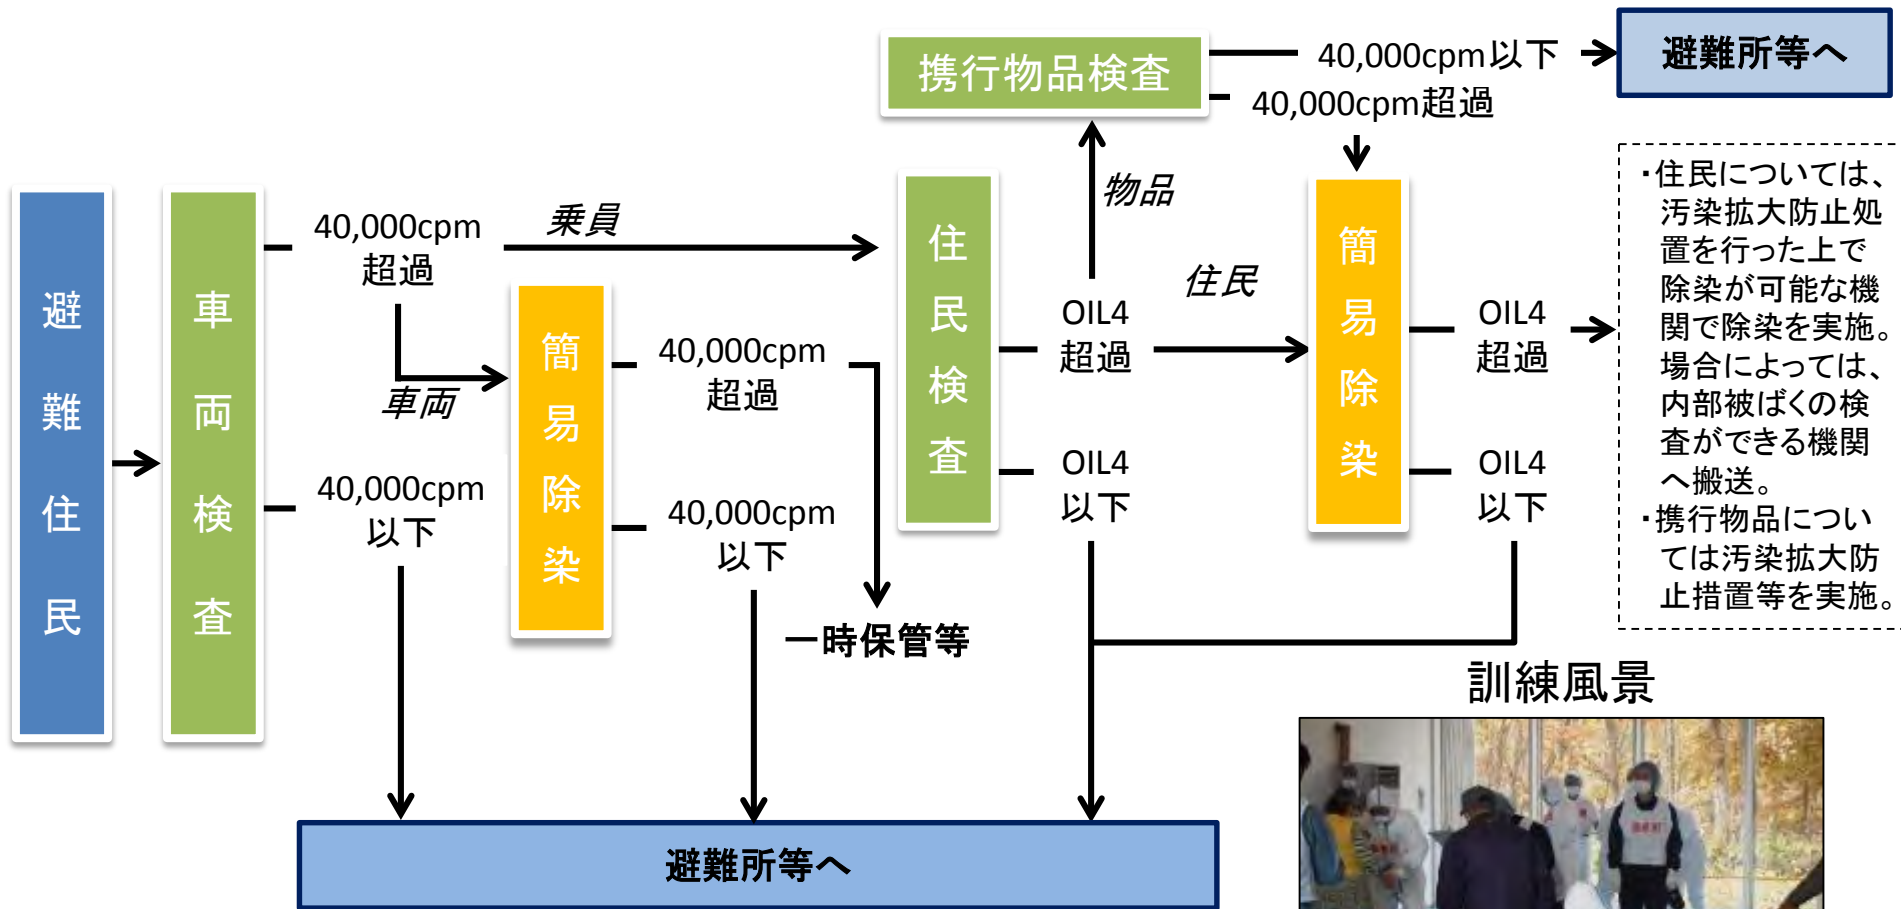 避難住民
車両検査
40,000cpm
超過
乗員
車両
40,000cpm
以下
簡易除染
40,000cpm
超過
40,000cpm
以下
一時保管等
住民検査
物品
OIL4
超過
住民
OIL4
以下
携行物品検査
40,000cpm以下
40,000cpm超過
避難所等へ
簡易除染
OIL4
超過
OIL4
以下
・住民については、
汚染拡大防止処
置を行った上で
除染が可能な機
関で除染を実施。
場合によっては、
内部被ばくの検
査ができる機関
へ搬送。
・携行物品につい
ては汚染拡大防
止措置等を実施。
訓練風景
避難所等へ